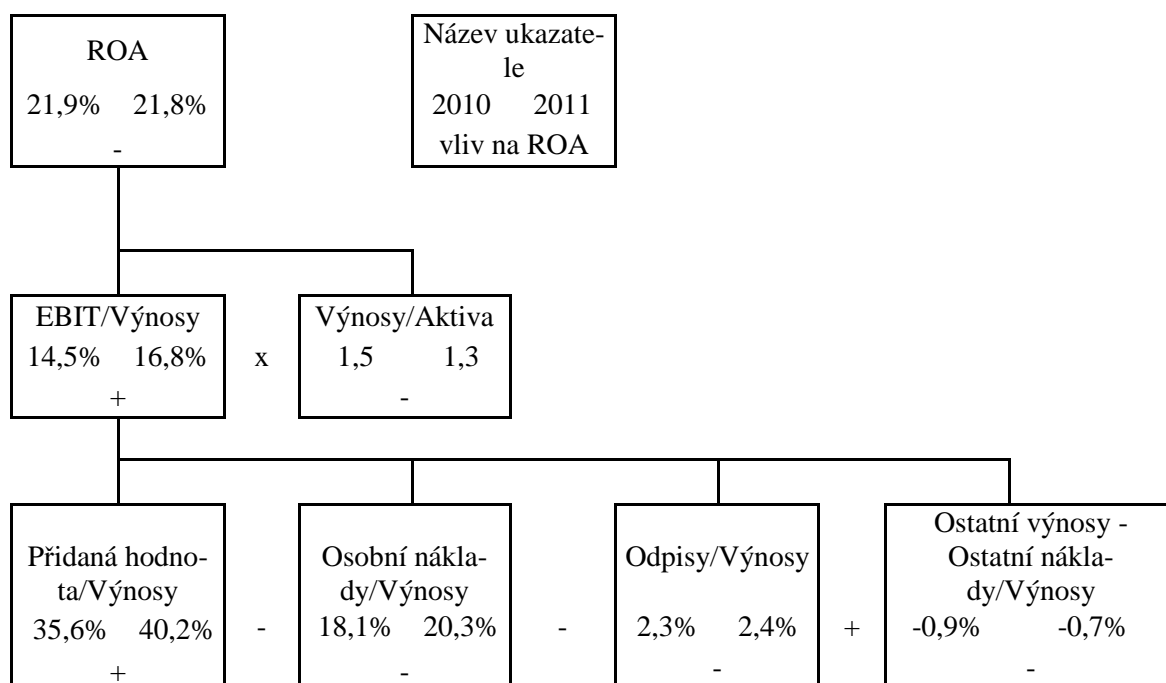 ROA
21,9% 21,8%
-
Název ukazate-
le
2010 2011
vliv na ROA
EBIT/Výnosy
14,5% 16,8%
+
x
Výnosy/Aktiva
1,5 1,3
-
Přidaná hodno-
ta/Výnosy
35,6% 40,2%
+
-
Osobní nákla-
dy/Výnosy
18,1% 20,3%
-
-
Odpisy/Výnosy
2,3% 2,4%
-
+
Ostatní výnosy -
Ostatní nákla-
dy/Výnosy
-0,9% -0,7%
-